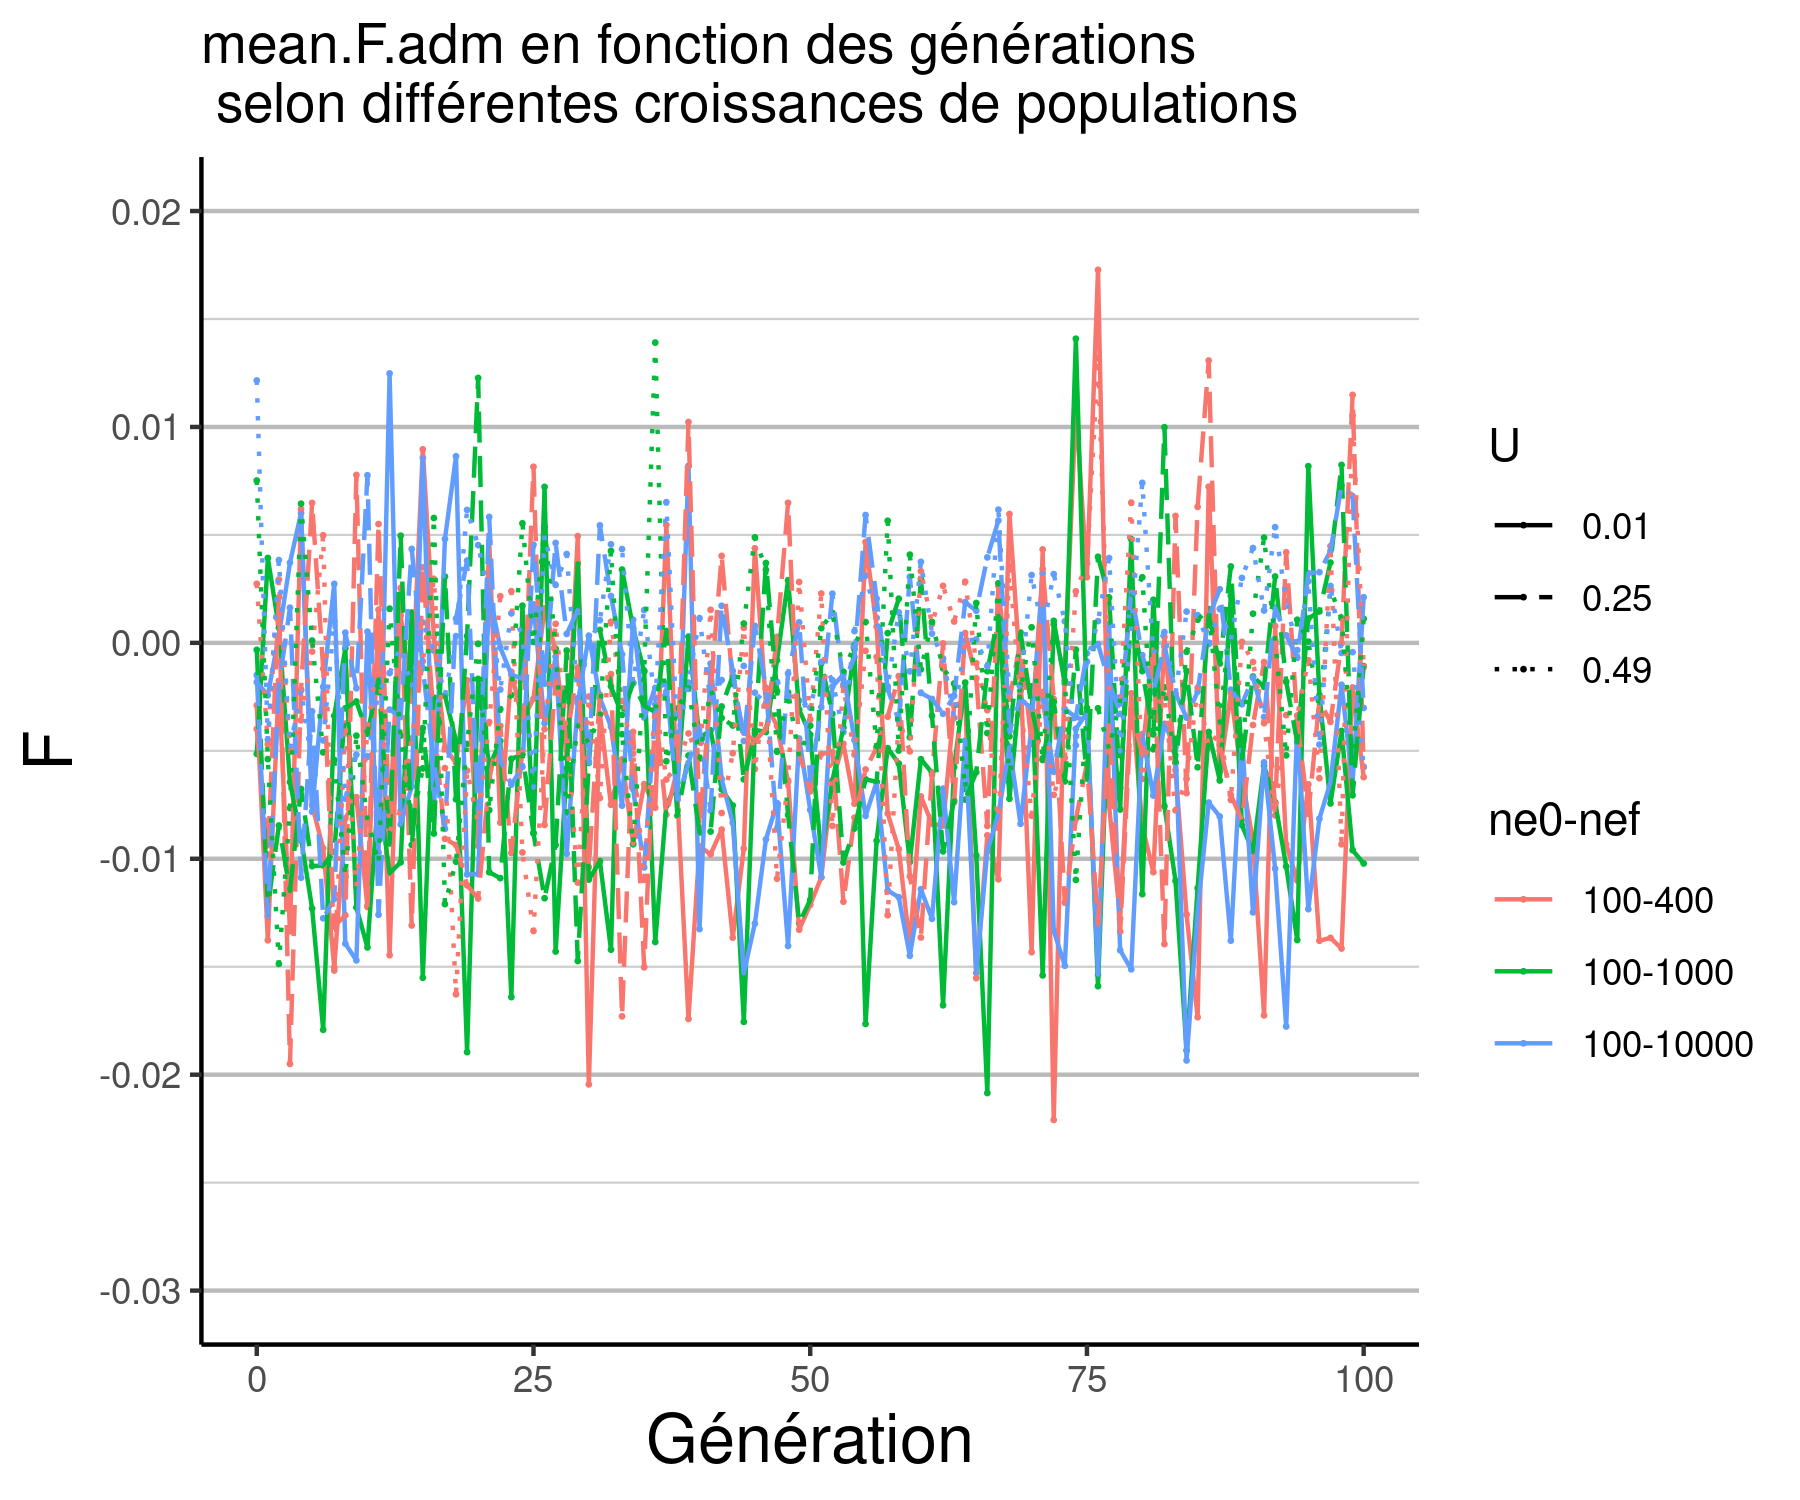 mean.F.adm en fonction des générations
selon différentes croissances de populations
0.02
0.01
0.00
-0.01
-0.02
-0.03
F
0
25
50
75
100
Génération
U
0.01
0.25
0.49
ne0-nef
100-400
100-1000
100-10000